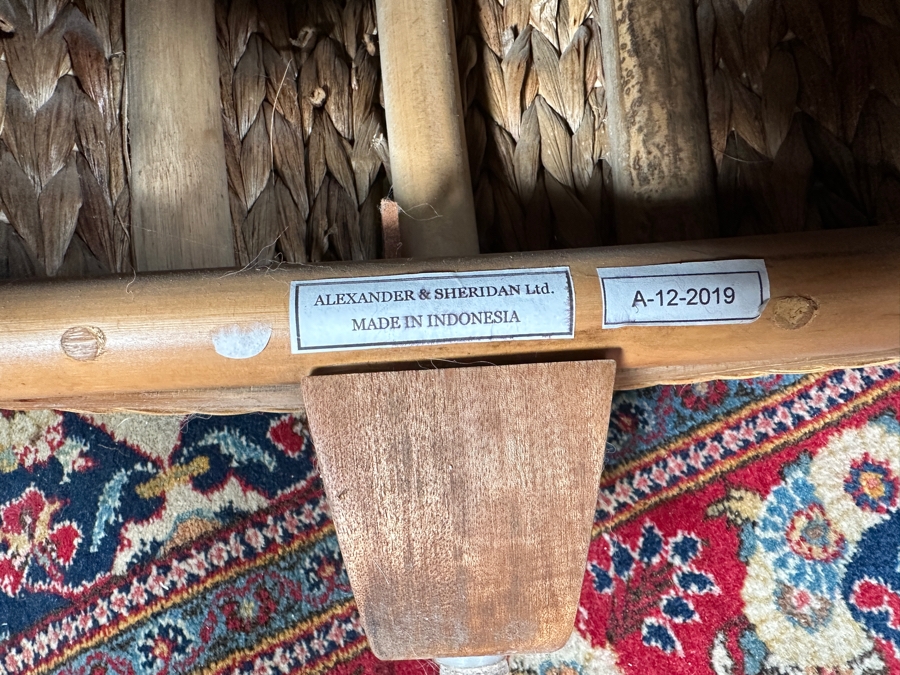 ALEXANDER & SHERIDAN Ltd.
MADE IN INDONESIA
A-12-2019